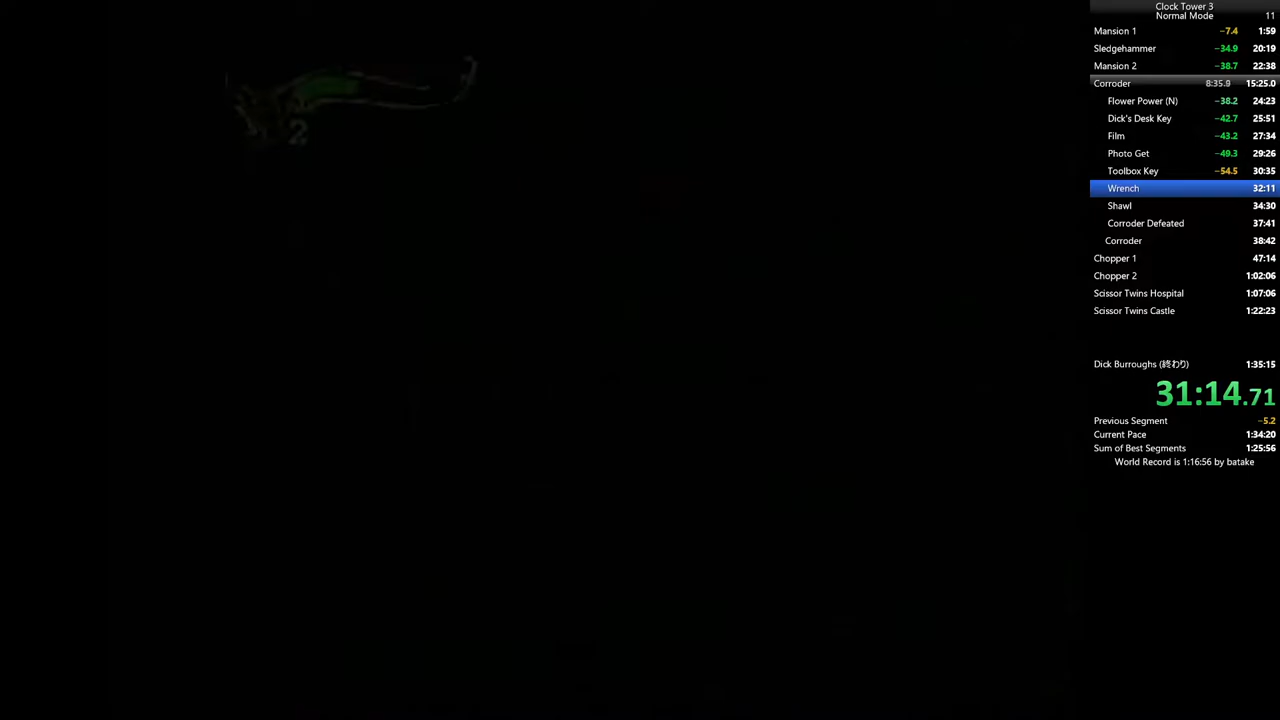 2
Clock Tower 3
Normal Mode 11
Mansion 1 −7.4 1:59
Sledgehammer −34.9 20:19
Mansion 2 −38.7 22:38
Corroder 8:35.9 15:25.0
Flower Power (N) −38.2 24:23
Dick's Desk Key −42.7 25:51
Film −43.2 27:34
Photo Get −49.3 29:26
Toolbox Key −54.5 30:35
Wrench 32:11
Shawl 34:30
Corroder Defeated 37:41
Corroder 38:42
Chopper 1 47:14
Chopper 2 1:02:06
Scissor Twins Hospital 1:07:06
Scissor Twins Castle 1:22:23
Dick Burroughs (終わり) 1:35:15
31:14.71
Previous Segment −5.2
Current Pace 1:34:20
Sum of Best Segments 1:25:56
World Record is 1:16:56 by batake